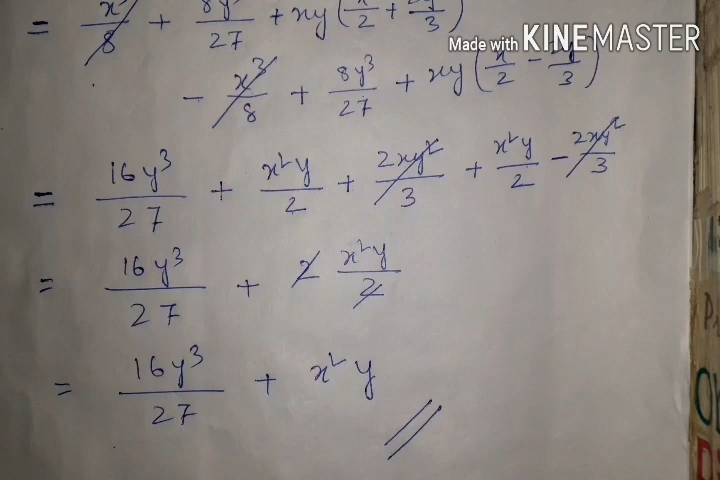 = x³/8 + 8y³/27 + xy(x/2 + 2y/3)
Made with KINEMASTER
- x³/8 + 8y³/27 + xy(x/2 - 2y/3)
= 16y³/27 + x²y/2 + 2xy²/3 + x²y/2 - 2xy²/3
= 16y³/27 + 2 x²y/2
= 16y³/27 + x²y